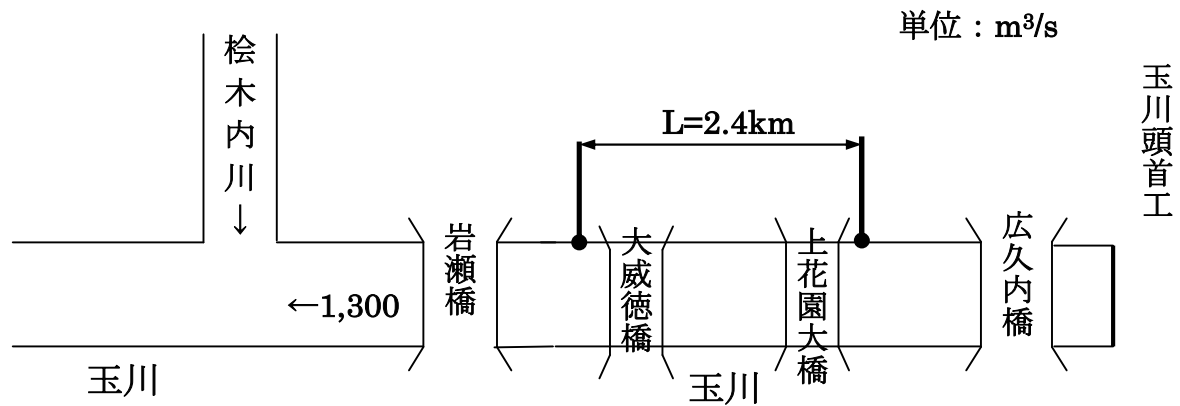 単位：m³/s
桧木内川↓
L=2.4km
玉川頭首工
岩瀬橋
大威徳橋
上花園大橋
広久内橋
←1,300
玉川
玉川